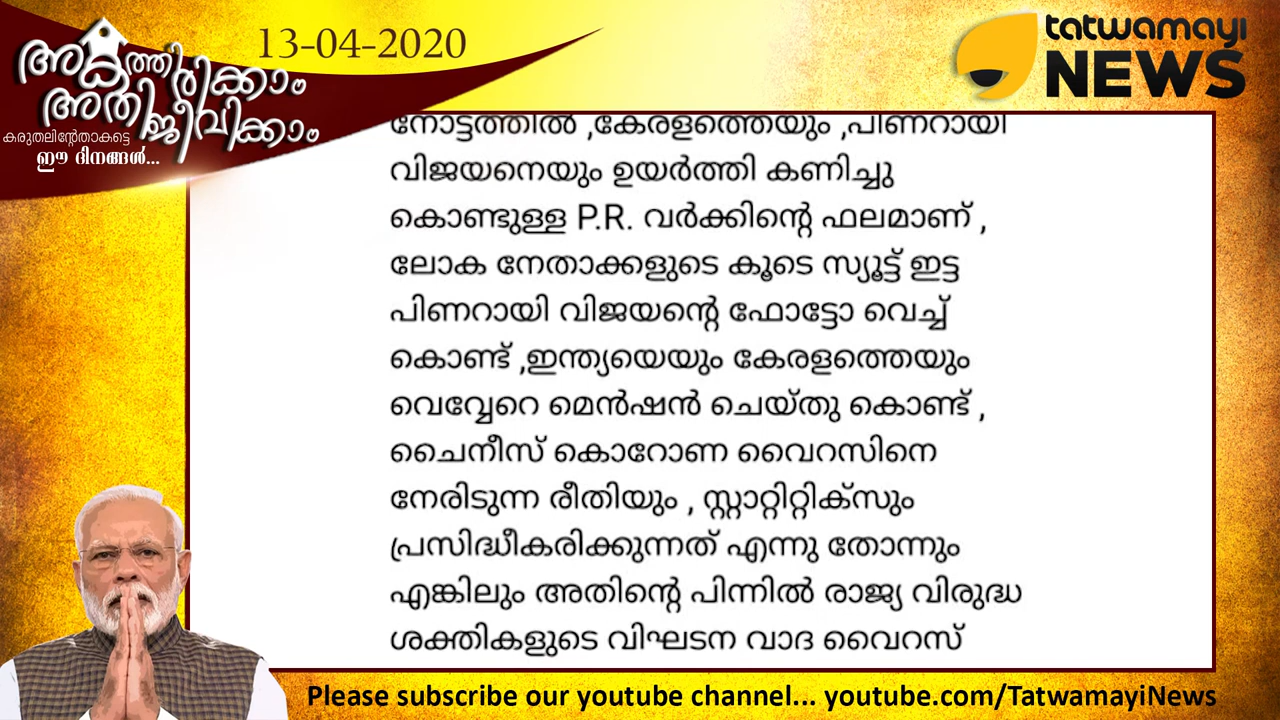 അകത്തിരിക്കാം
അതിജീവിക്കാം
കരുതലിന്റേതാകട്ടെ
ഈ ദിനങ്ങൾ...
13-04-2020
tatwamayi
NEWS
നോട്ടത്തിൽ ,കേരളത്തെയും ,പിണറായി
വിജയനെയും ഉയർത്തി കണിച്ചു
കൊണ്ടുള്ള P.R. വർക്കിന്റെ ഫലമാണ് ,
ലോക നേതാക്കളുടെ കൂടെ സ്യൂട്ട് ഇട്ട
പിണറായി വിജയന്റെ ഫോട്ടോ വെച്ച്
കൊണ്ട് ,ഇന്ത്യയെയും കേരളത്തെയും
വെവ്വേറെ മെൻഷൻ ചെയ്തു കൊണ്ട് ,
ചൈനീസ് കൊറോണ വൈറസിനെ
നേരിടുന്ന രീതിയും , സ്റ്റാറ്റിറ്റിക്സും
പ്രസിദ്ധീകരിക്കുന്നത് എന്നു തോന്നും
എങ്കിലും അതിന്റെ പിന്നിൽ രാജ്യ വിരുദ്ധ
ശക്തികളുടെ വിഘടന വാദ വൈറസ്
Please subscribe our youtube channel... youtube.com/TatwamayiNews